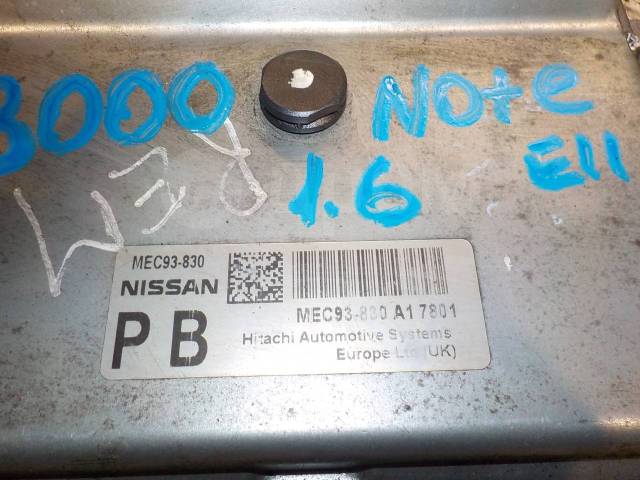 3000
Note
E11
1.6
REM
MEC93-830
NISSAN
PB
MEC93-830 A1 7801
Hitachi Automotive Systems
Europe Ltd (UK)